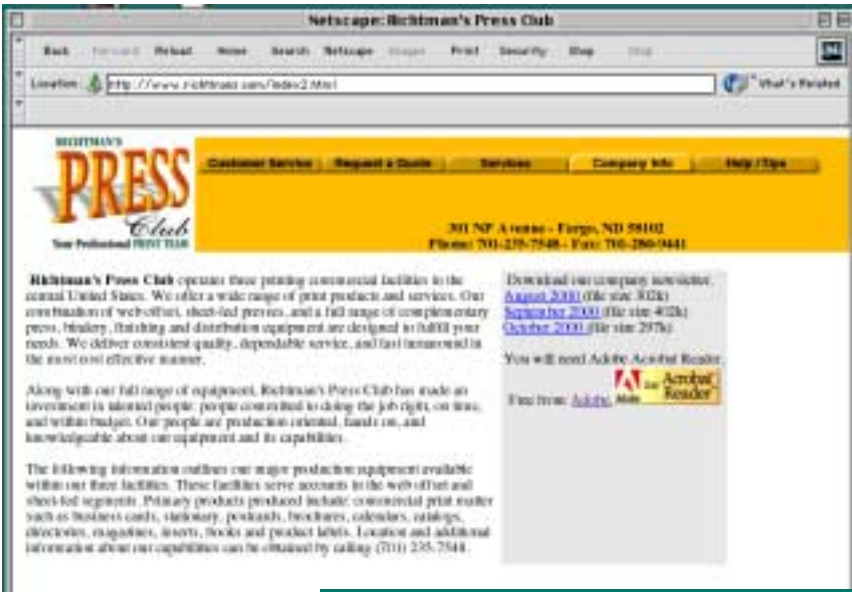 Netscape: Richtman's Press Club
Back Forward Reload Home Search Netscape Images Print Security Shop Stop
Location: http://www.richtmans.com/index2.html What's Related
RICHTMAN'S
PRESS
Club
Your Professional PRINT TEAM
Customer Service Request a Quote Services Company Info Help / Tips
301 NP Avenue - Fargo, ND 58102
Phone: 701-235-7548 - Fax: 701-280-9441
Richtman's Press Club operates three printing commercial facilities in the
central United States. We offer a wide range of print products and services. Our
combination of web offset, sheet-fed presses, and a full range of complementary
press, bindery, finishing and distribution equipment are designed to fulfill your
needs. We deliver consistent quality, dependable service, and fast turnaround in
the most cost effective manner.
Along with our full range of equipment, Richtman's Press Club has made an
investment in talented people: people committed to doing the job right, on time,
and within budget. Our people are production oriented, hands on, and
knowledgeable about our equipment and its capabilities.
The following information outlines our major production equipment available
within our three facilities. These facilities serve accounts in the web offset and
sheet-fed segments. Primary products produced include: commercial print matter
such as business cards, stationary, postcards, brochures, calendars, catalogs,
directories, magazines, inserts, books and product labels. Location and additional
information about our capabilities can be obtained by calling (701) 235-7548.
Download our company newsletter.
August 2000 (file size 302k)
September 2000 (file size 402k)
October 2000 (file size 297k)
You will need Adobe Acrobat Reader.
Free from Adobe.
Adobe Get Acrobat
Reader